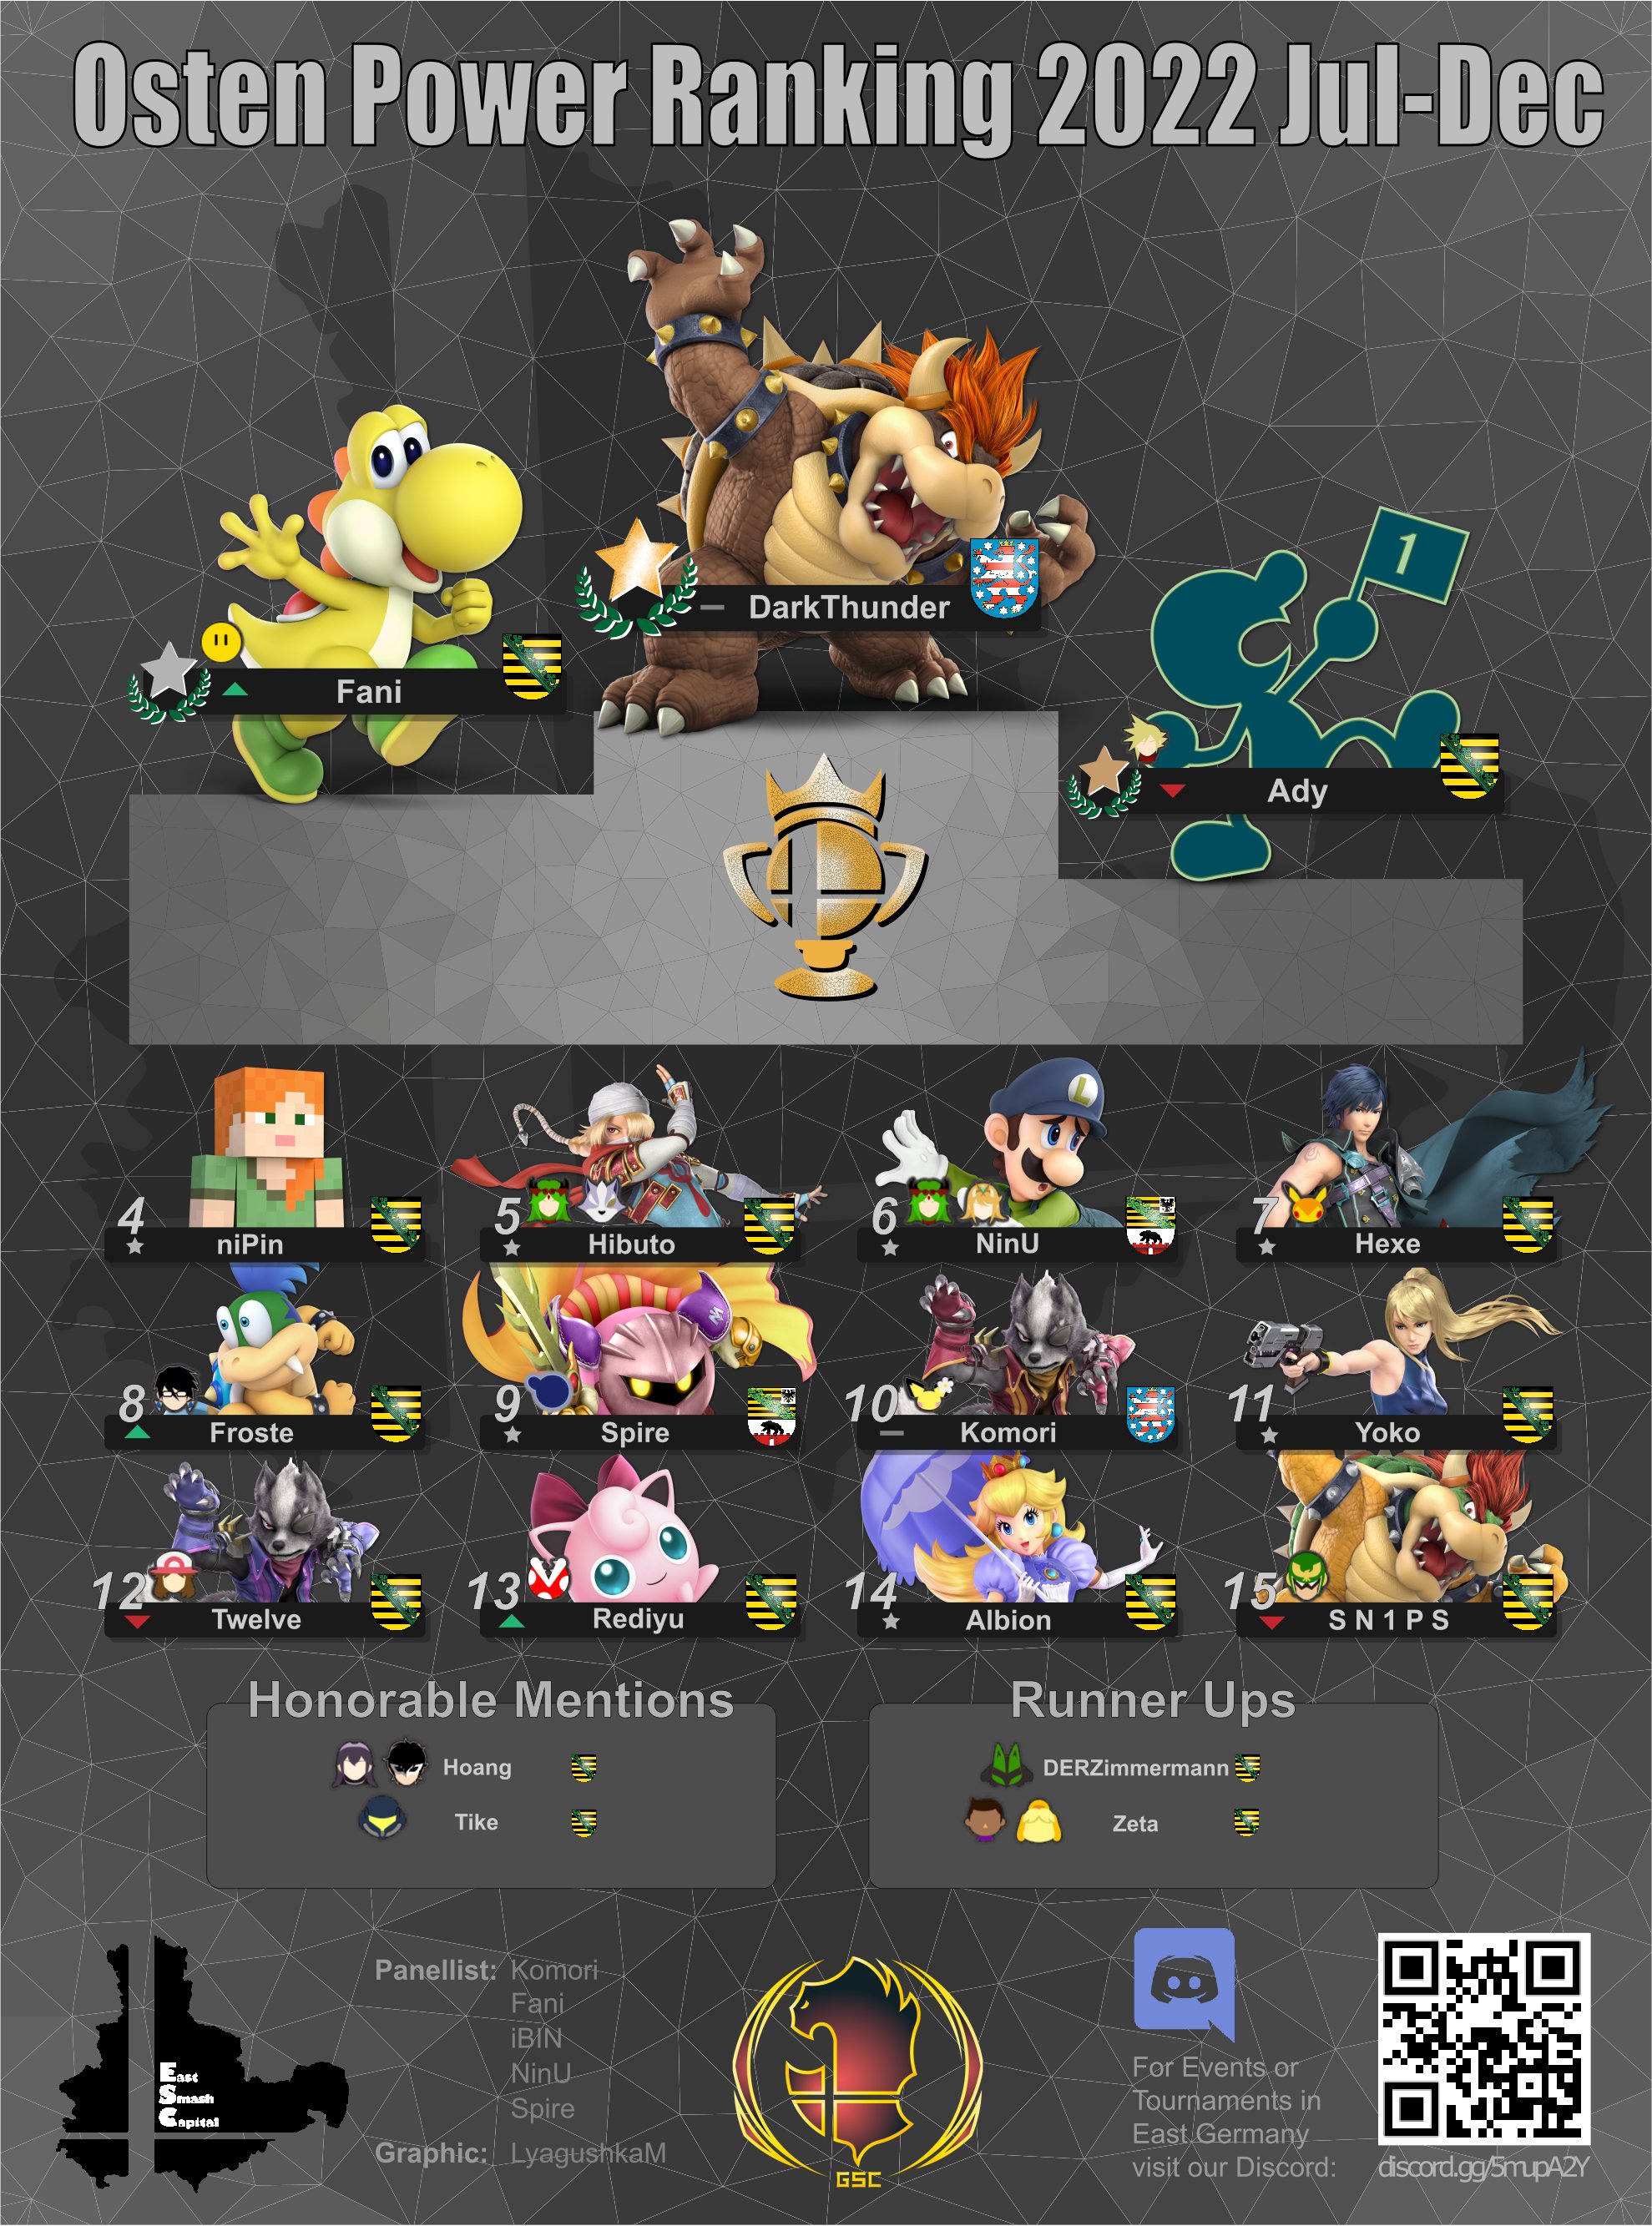 Osten Power Ranking 2022 Jul-Dec
1
DarkThunder
Fani
Ady
4
niPin
5
Hibuto
L
6
NinU
7
Hexe
8
Froste
9
Spire
10
Komori
11
Yoko
12
Twelve
13
Rediyu
14
Albion
15
S N 1 P S
Honorable Mentions
Hoang
Tike
Runner Ups
DERZimmermann
Zeta
East
Smash
Capital
Panellist: Komori
Fani
iBIN
NinU
Spire
Graphic: LyagushkaM
GSC
For Events or
Tournaments in
East Germany
visit our Discord:
discord.gg/5mupA2Y